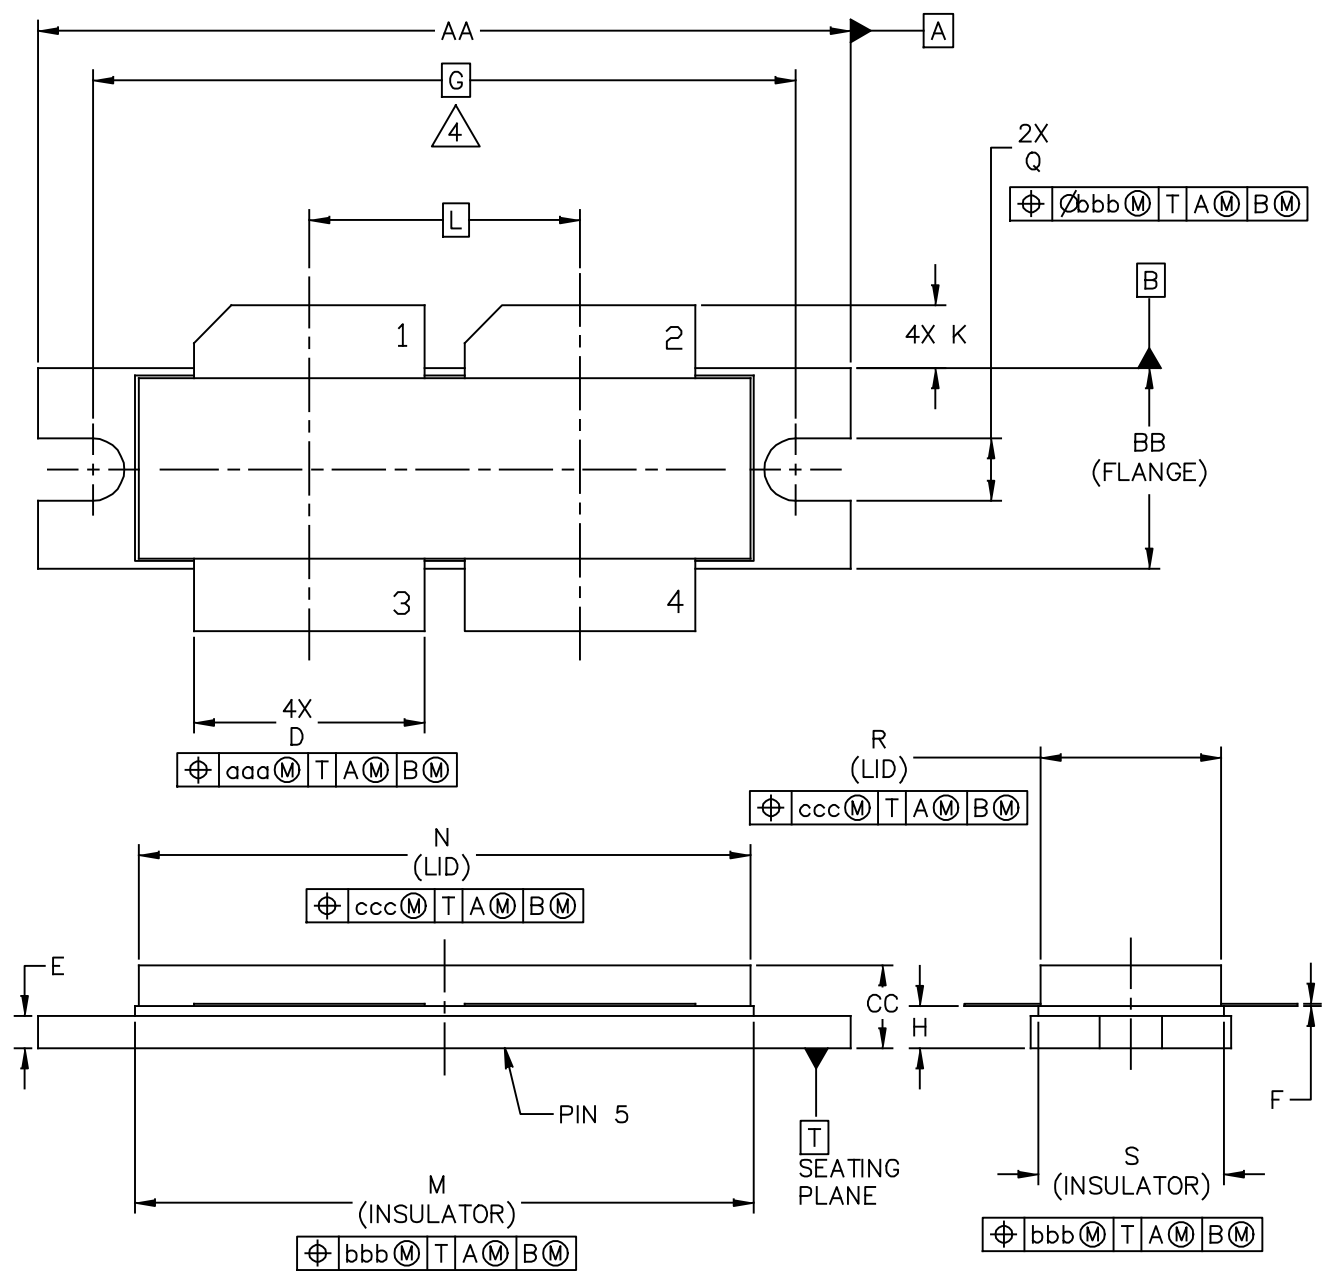 AA
A
G
4
2X
Q
⌖ Øbbb Ⓜ T A Ⓜ B Ⓜ
L
B
1
2
4X K
BB
(FLANGE)
3
4
4X
D
⌖ aaa Ⓜ T A Ⓜ B Ⓜ
R
(LID)
⌖ ccc Ⓜ T A Ⓜ B Ⓜ
N
(LID)
⌖ ccc Ⓜ T A Ⓜ B Ⓜ
E
CC
H
F
PIN 5
T
SEATING
PLANE
M
(INSULATOR)
⌖ bbb Ⓜ T A Ⓜ B Ⓜ
S
(INSULATOR)
⌖ bbb Ⓜ T A Ⓜ B Ⓜ